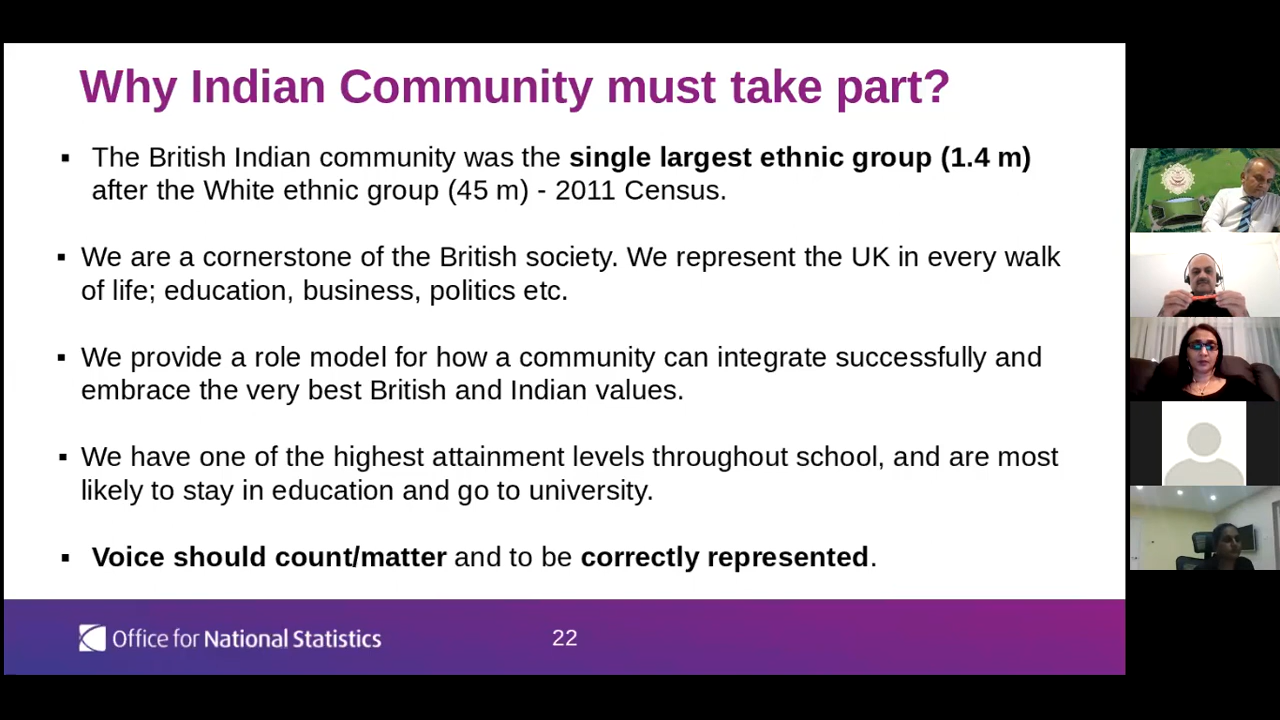 Why Indian Community must take part?
▪ The British Indian community was the single largest ethnic group (1.4 m)
after the White ethnic group (45 m) - 2011 Census.
▪ We are a cornerstone of the British society. We represent the UK in every walk
of life; education, business, politics etc.
▪ We provide a role model for how a community can integrate successfully and
embrace the very best British and Indian values.
▪ We have one of the highest attainment levels throughout school, and are most
likely to stay in education and go to university.
▪ Voice should count/matter and to be correctly represented.
Office for National Statistics
22